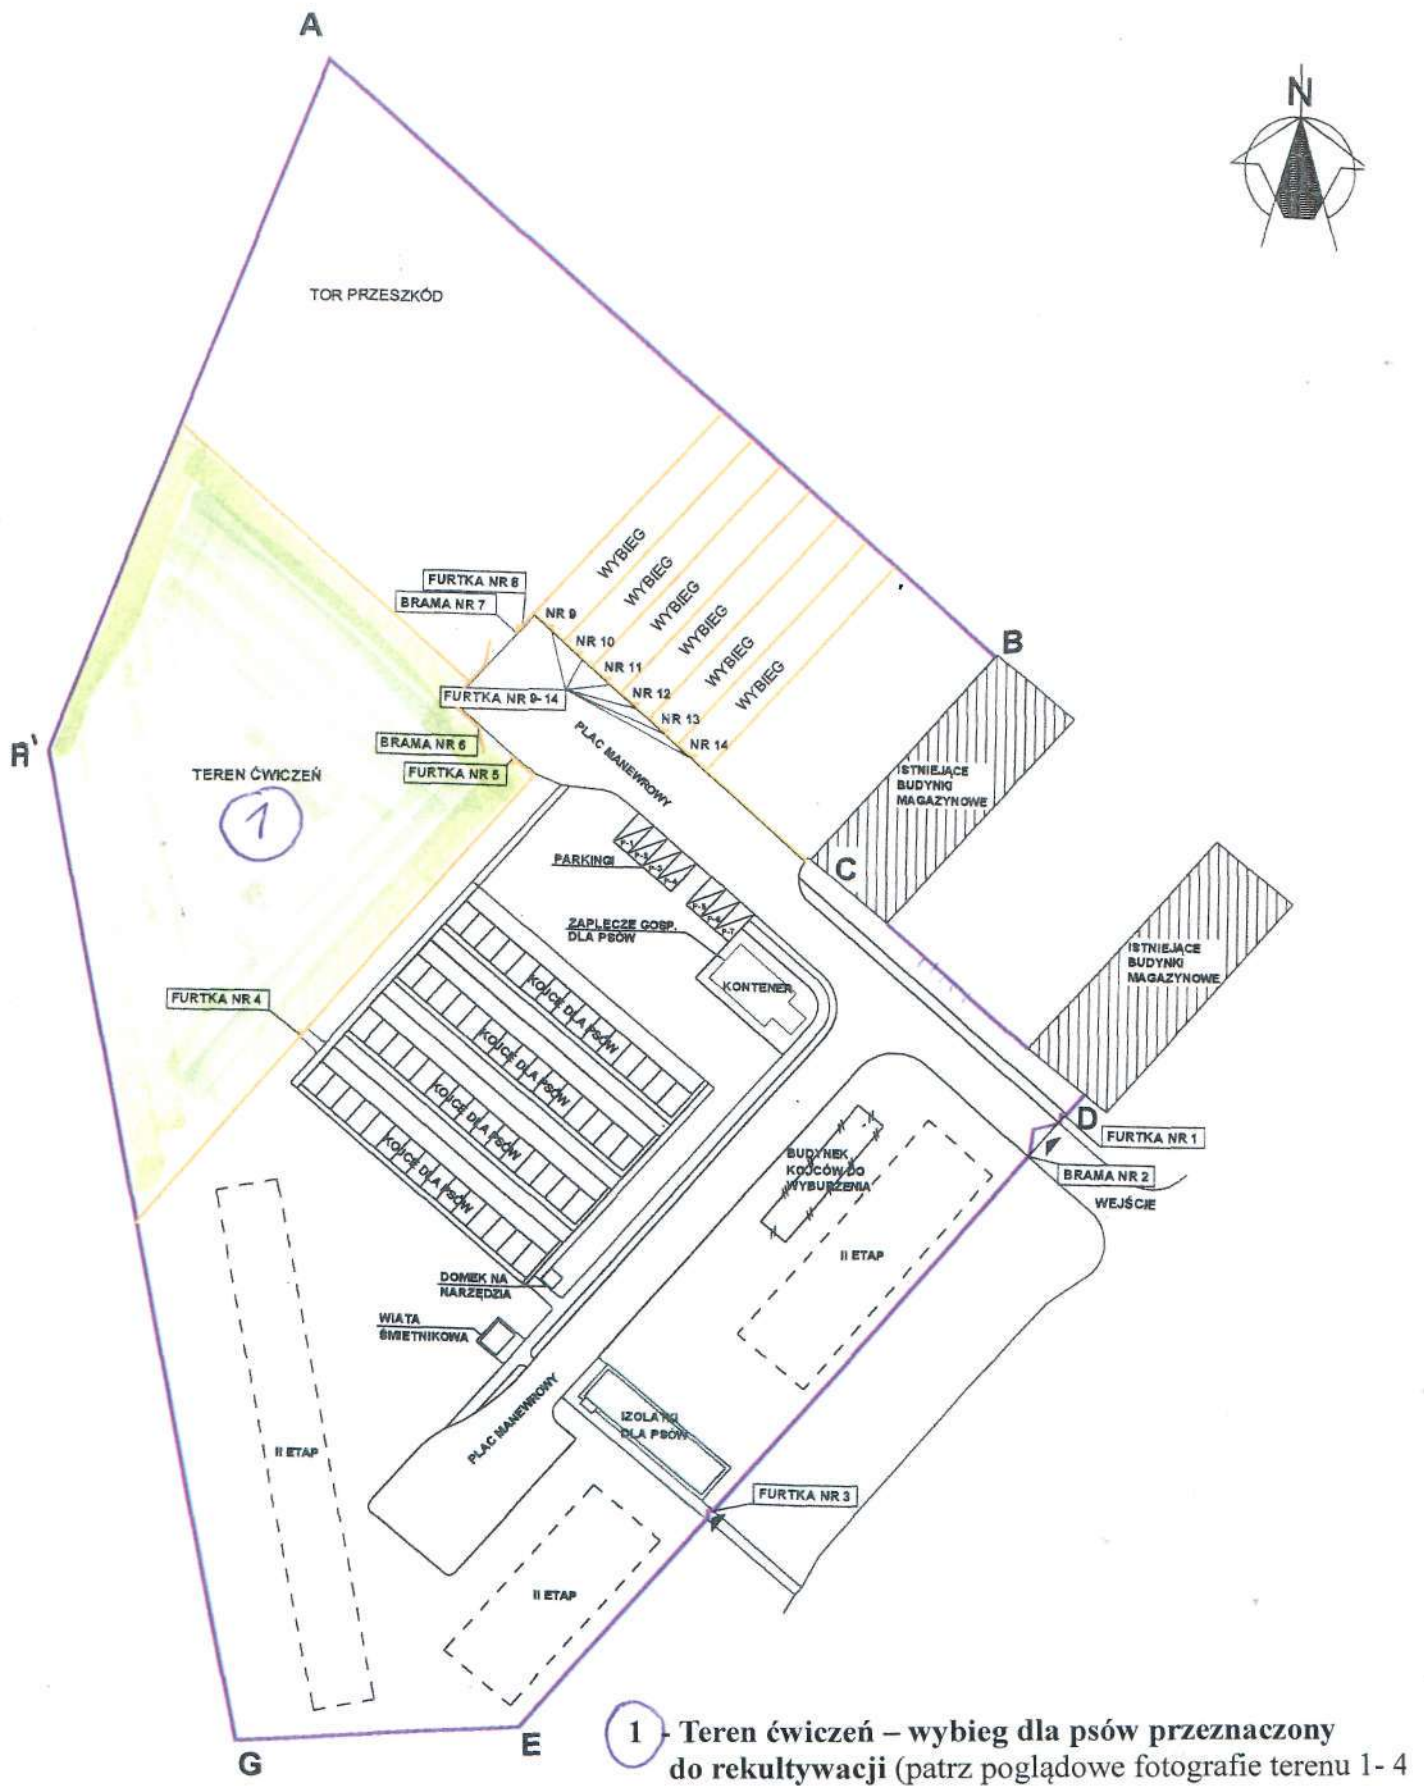 A
N
TOR PRZESZKÓD
WYBIEG
WYBIEG
WYBIEG
WYBIEG
WYBIEG
WYBIEG
FURTKA NR 8
BRAMA NR 7
NR 9
NR 10
NR 11
NR 12
NR 13
NR 14
FURTKA NR 9-14
B
BRAMA NR 6
FURTKA NR 5
PLAC MANEWROWY
TEREN ĆWICZEŃ
1
ISTNIEJĄCE
BUDYNKI
MAGAZYNOWE
C
PARKINGI
ZAPLECZE GOSP.
DLA PSÓW
KONTENER
ISTNIEJĄCE
BUDYNKI
MAGAZYNOWE
FURTKA NR 4
KOJCE DLA PSÓW
KOJCE DLA PSÓW
KOJCE DLA PSÓW
KOJCE DLA PSÓW
D
FURTKA NR 1
BRAMA NR 2
WEJŚCIE
BUDYNEK
KOJCÓW DO
WYBURZENIA
II ETAP
DOMEK NA
NARZĘDZIA
WIATA
ŚMIETNIKOWA
PLAC MANEWROWY
IZOLATKI
DLA PSÓW
II ETAP
FURTKA NR 3
II ETAP
G
E
1 - Teren ćwiczeń – wybieg dla psów przeznaczony
do rekultywacji (patrz poglądowe fotografie terenu 1- 4